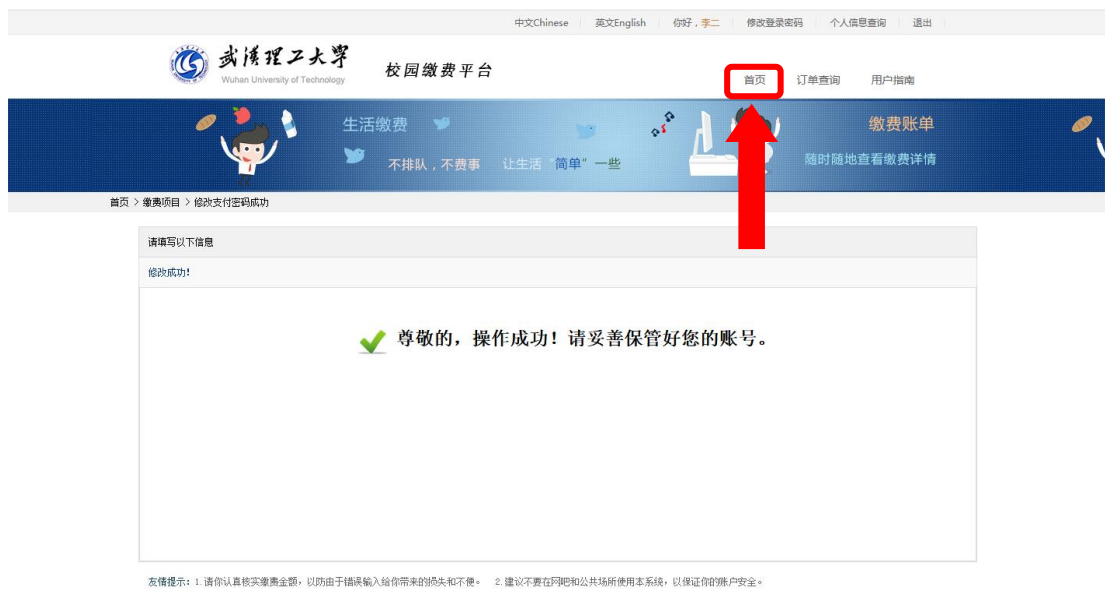 中文Chinese 英文English 你好，李二 修改登录密码 个人信息查询 退出
武汉理工大学
Wuhan University of Technology
校园缴费平台
首页 订单查询 用户指南
生活缴费
不排队，不费事 让生活“简单”一些
缴费账单
随时随地查看缴费详情
首页 > 缴费项目 > 修改支付密码成功
请填写以下信息
修改成功!
尊敬的，操作成功！请妥善保管好您的账号。
友情提示：1.请你认真核实缴费金额，以防由于错误输入给你带来的损失和不便。 2.建议不要在网吧和公共场所使用本系统，以保证你的账户安全。